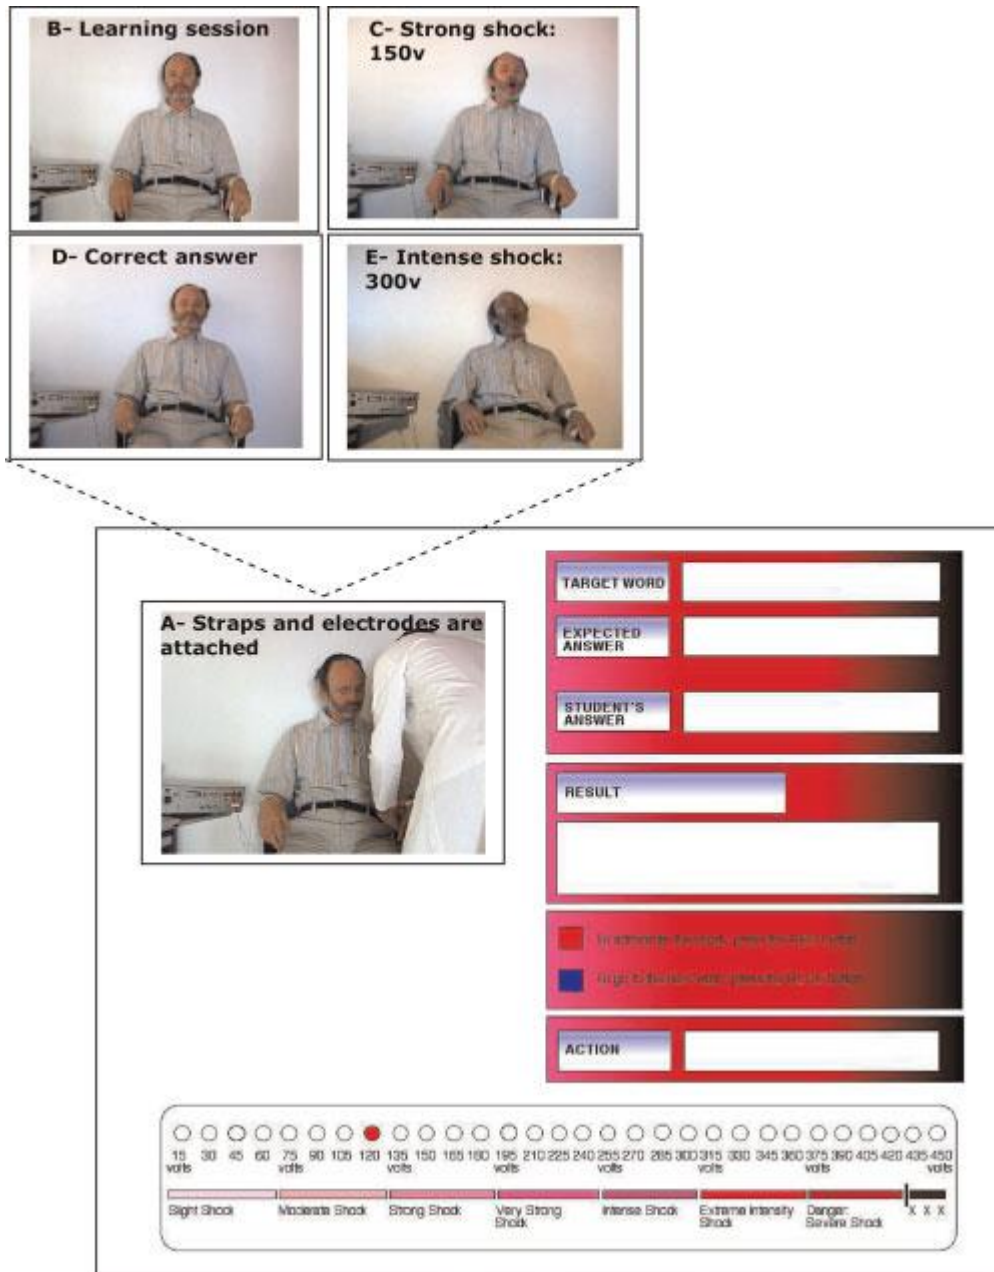 B- Learning session
C- Strong shock:
150v
D- Correct answer
E- Intense shock:
300v
A- Straps and electrodes are
attached
TARGET WORD
EXPECTED
ANSWER
STUDENT'S
ANSWER
RESULT
ACTION
15 30 45 60 75 90 105 120 135 150 165 180 195 210 225 240 255 270 285 300 315 330 345 360 375 390 405 420 435 450
volts volts volts volts volts volts volts volts
Slight Shock Moderate Shock Strong Shock Very Strong Intense Shock Extreme Intensity Danger: X X X
Shock Shock Severe Shock